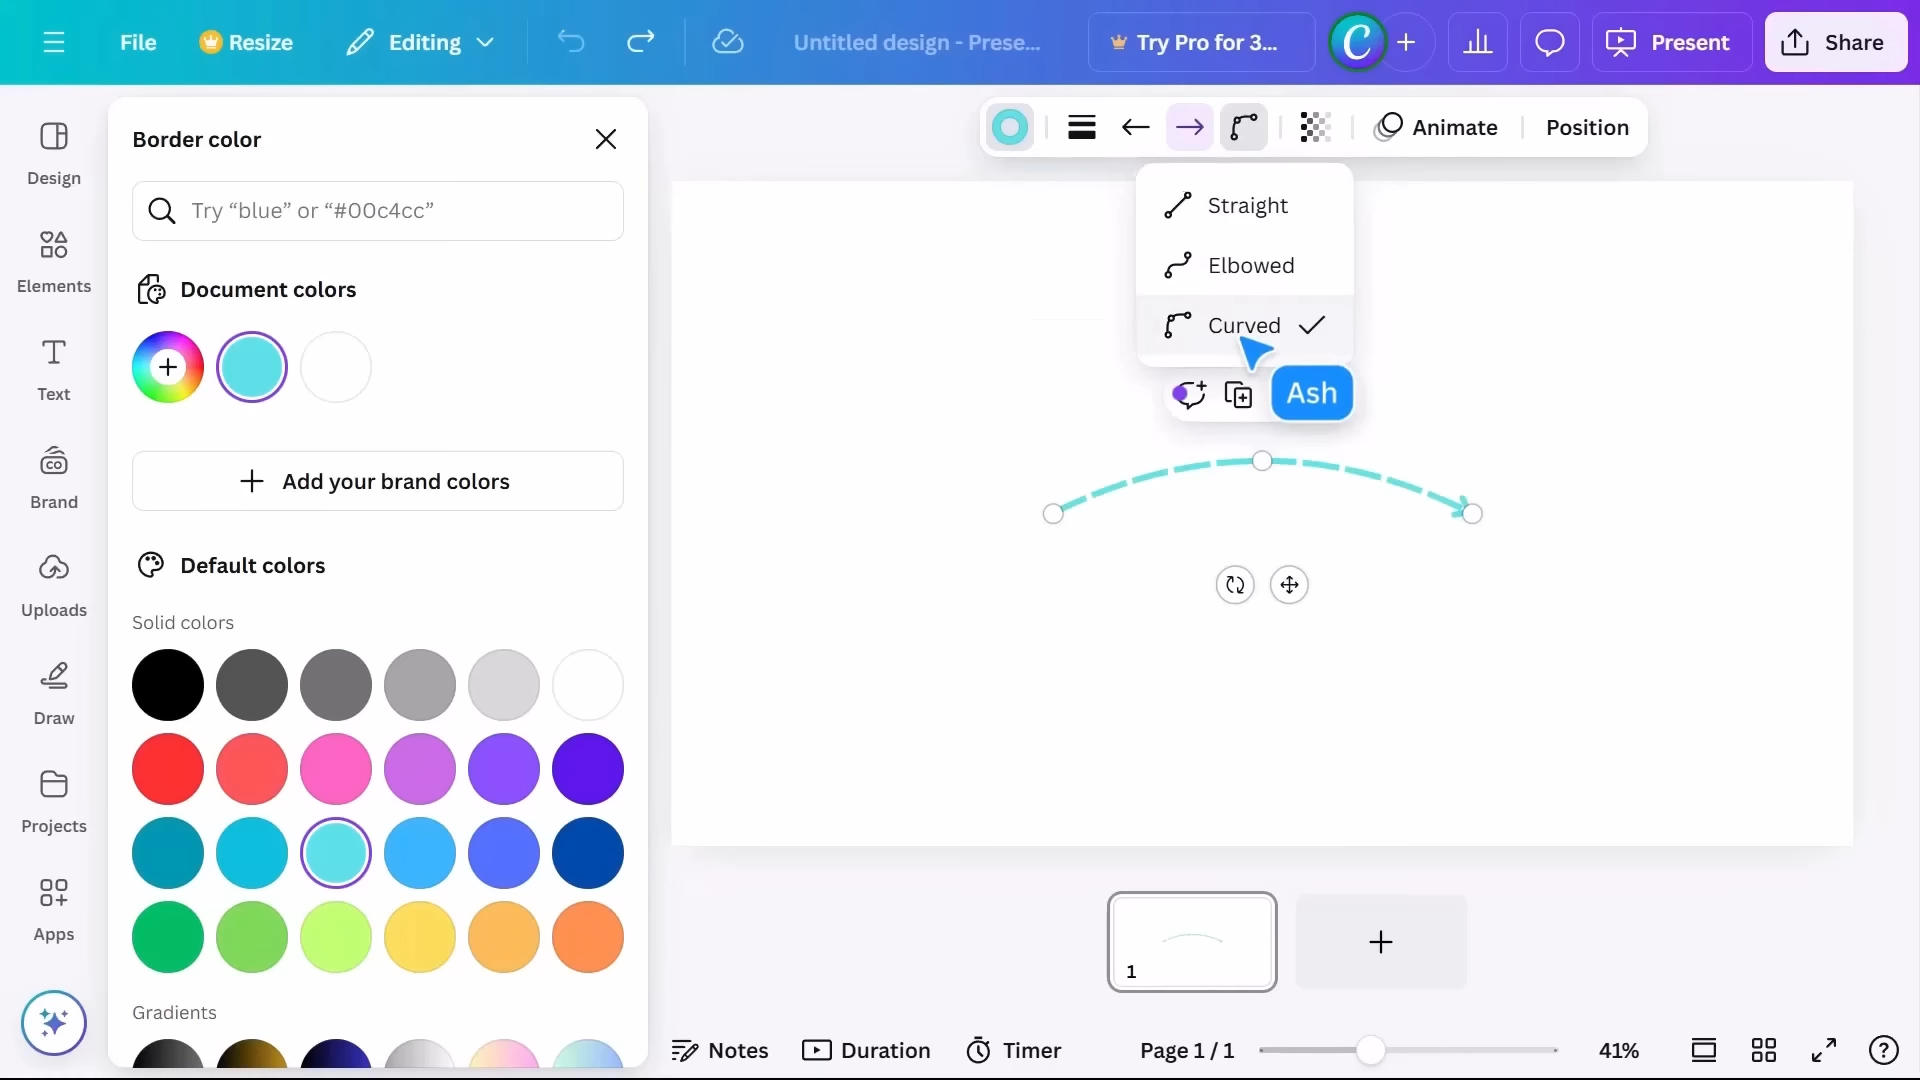 File
Resize
Editing
Untitled design - Prese...
Try Pro for 3...
Present
Share
Design
Elements
Text
Brand
Uploads
Draw
Projects
Apps
Border color
Try “blue” or “#00c4cc”
Document colors
Add your brand colors
Default colors
Solid colors
Gradients
Animate
Position
Straight
Elbowed
Curved
Ash
1
Notes
Duration
Timer
Page 1 / 1
41%